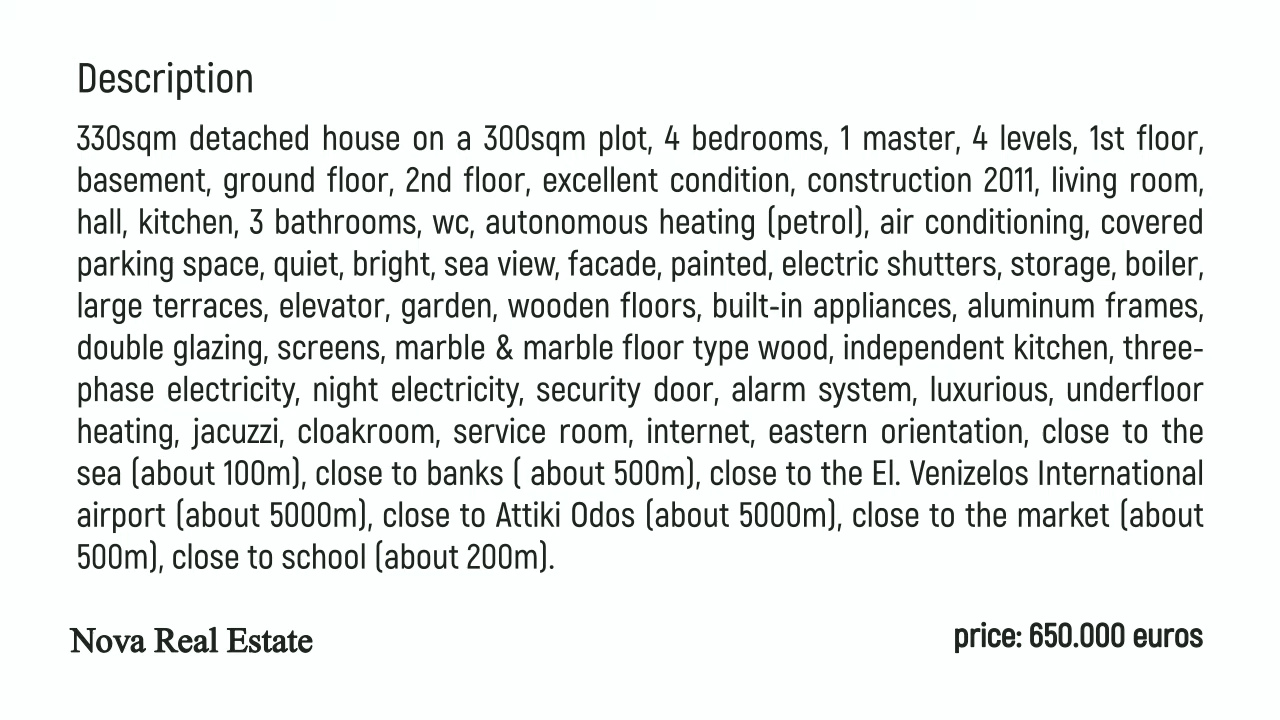 Description
330sqm detached house on a 300sqm plot, 4 bedrooms, 1 master, 4 levels, 1st floor,
basement, ground floor, 2nd floor, excellent condition, construction 2011, living room,
hall, kitchen, 3 bathrooms, wc, autonomous heating (petrol), air conditioning, covered
parking space, quiet, bright, sea view, facade, painted, electric shutters, storage, boiler,
large terraces, elevator, garden, wooden floors, built-in appliances, aluminum frames,
double glazing, screens, marble & marble floor type wood, independent kitchen, three-
phase electricity, night electricity, security door, alarm system, luxurious, underfloor
heating, jacuzzi, cloakroom, service room, internet, eastern orientation, close to the
sea (about 100m), close to banks ( about 500m), close to the El. Venizelos International
airport (about 5000m), close to Attiki Odos (about 5000m), close to the market (about
500m), close to school (about 200m).
Nova Real Estate
price: 650.000 euros